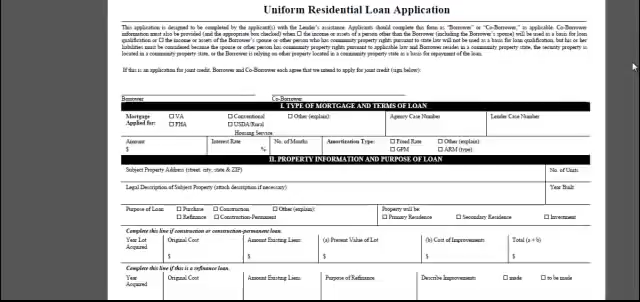 Uniform Residential Loan Application
This application is designed to be completed by the applicant(s) with the Lender's assistance. Applicants should complete this form as "Borrower" or "Co-Borrower," as applicable. Co-Borrower
information must also be provided (and the appropriate box checked) when ☐ the income or assets of a person other than the Borrower (including the Borrower's spouse) will be used as a basis for loan
qualification or ☐ the income or assets of the Borrower's spouse or other person who has community property rights pursuant to state law will not be used as a basis for loan qualification, but his or her
liabilities must be considered because the spouse or other person has community property rights pursuant to applicable law and Borrower resides in a community property state, the security property is
located in a community property state, or the Borrower is relying on other property located in a community property state as a basis for repayment of the loan.
If this is an application for joint credit, Borrower and Co-Borrower each agree that we intend to apply for joint credit (sign below):
Borrower Co-Borrower
I. TYPE OF MORTGAGE AND TERMS OF LOAN
Mortgage ☐ VA ☐ Conventional ☐ Other (explain): Agency Case Number Lender Case Number
Applied for: ☐ FHA ☐ USDA/Rural
Housing Service
Amount Interest Rate No. of Months Amortization Type: ☐ Fixed Rate ☐ Other (explain):
$ % ☐ GPM ☐ ARM (type):
II. PROPERTY INFORMATION AND PURPOSE OF LOAN
Subject Property Address (street, city, state & ZIP) No. of Units
Legal Description of Subject Property (attach description if necessary) Year Built
Purpose of Loan ☐ Purchase ☐ Construction ☐ Other (explain): Property will be:
☐ Refinance ☐ Construction-Permanent ☐ Primary Residence ☐ Secondary Residence ☐ Investment
Complete this line if construction or construction-permanent loan.
Year Lot Original Cost Amount Existing Liens (a) Present Value of Lot (b) Cost of Improvements Total (a + b)
Acquired
$ $ $ $ $
Complete this line if this is a refinance loan.
Year Original Cost Amount Existing Liens Purpose of Refinance Describe Improvements ☐ made ☐ to be made
Acquired
$ $